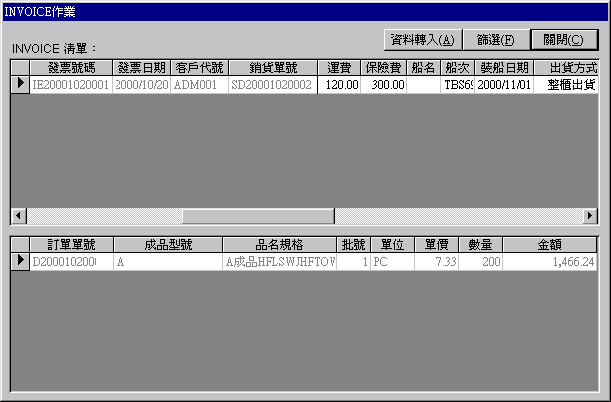 INVOICE作業
資料轉入(A) 篩選(F) 關閉(C)
INVOICE 清單：
發票號碼 發票日期 客戶代號 銷貨單號 運費 保險費 船名 船次 裝船日期 出貨方式
IE20001020001 2000/10/20 ADM001 SD20001020002 120.00 300.00 TBS69 2000/11/01 整櫃出貨
訂單單號 成品型號 品名規格 批號 單位 單價 數量 金額
D200010200 A A成品HFLSWJHFTOW 1 PC 7.33 200 1,466.24